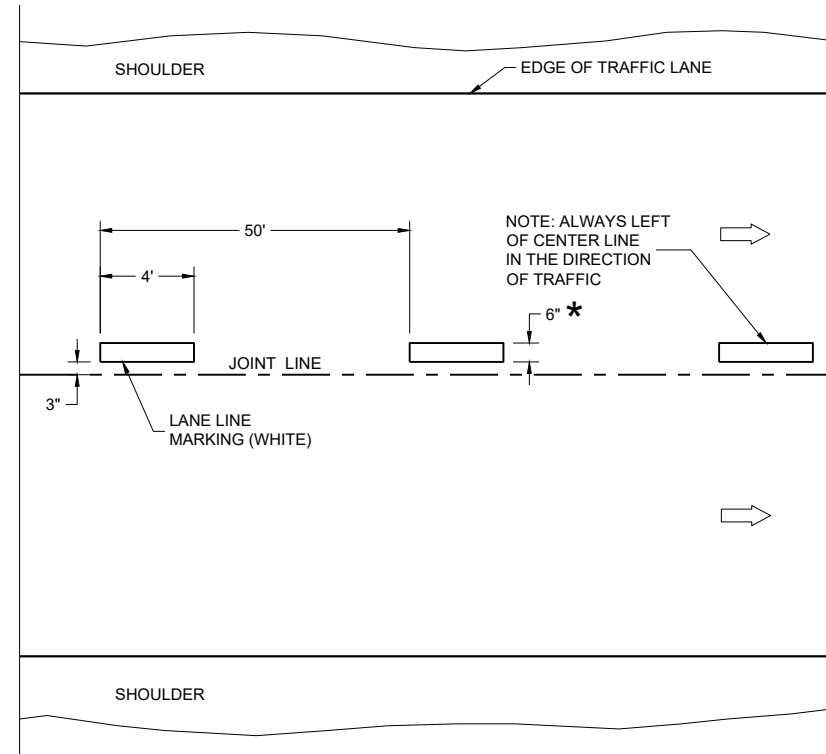 SHOULDER
EDGE OF TRAFFIC LANE
50'
4'
NOTE: ALWAYS LEFT
OF CENTER LINE
IN THE DIRECTION
OF TRAFFIC
6" *
JOINT LINE
3"
LANE LINE
MARKING (WHITE)
SHOULDER